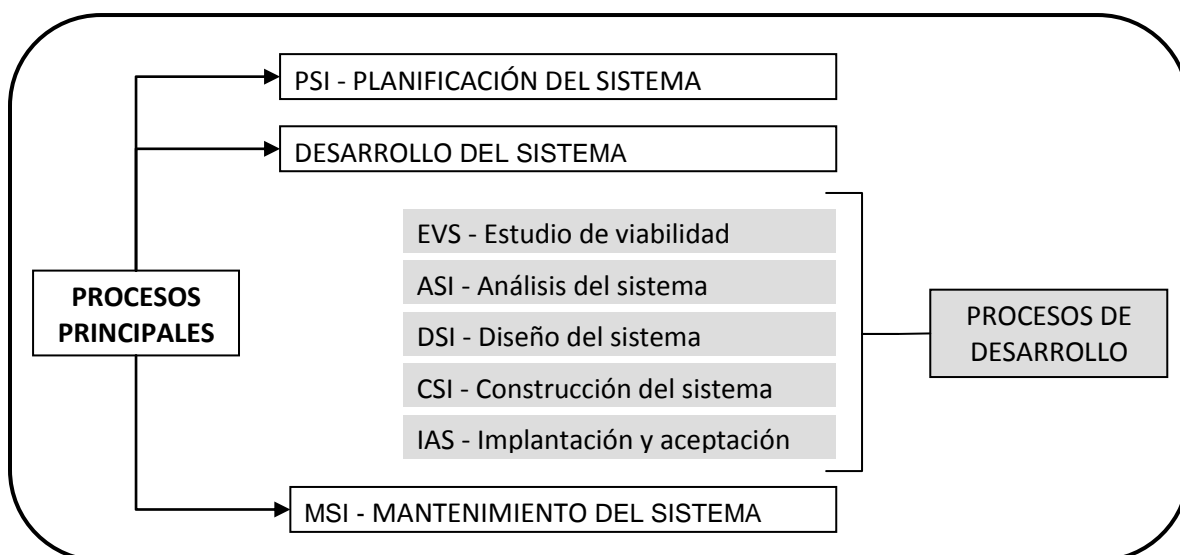 PSI - PLANIFICACIÓN DEL SISTEMA
DESARROLLO DEL SISTEMA
EVS - Estudio de viabilidad
ASI - Análisis del sistema
PROCESOS
PRINCIPALES
DSI - Diseño del sistema
PROCESOS DE
DESARROLLO
CSI - Construcción del sistema
IAS - Implantación y aceptación
MSI - MANTENIMIENTO DEL SISTEMA